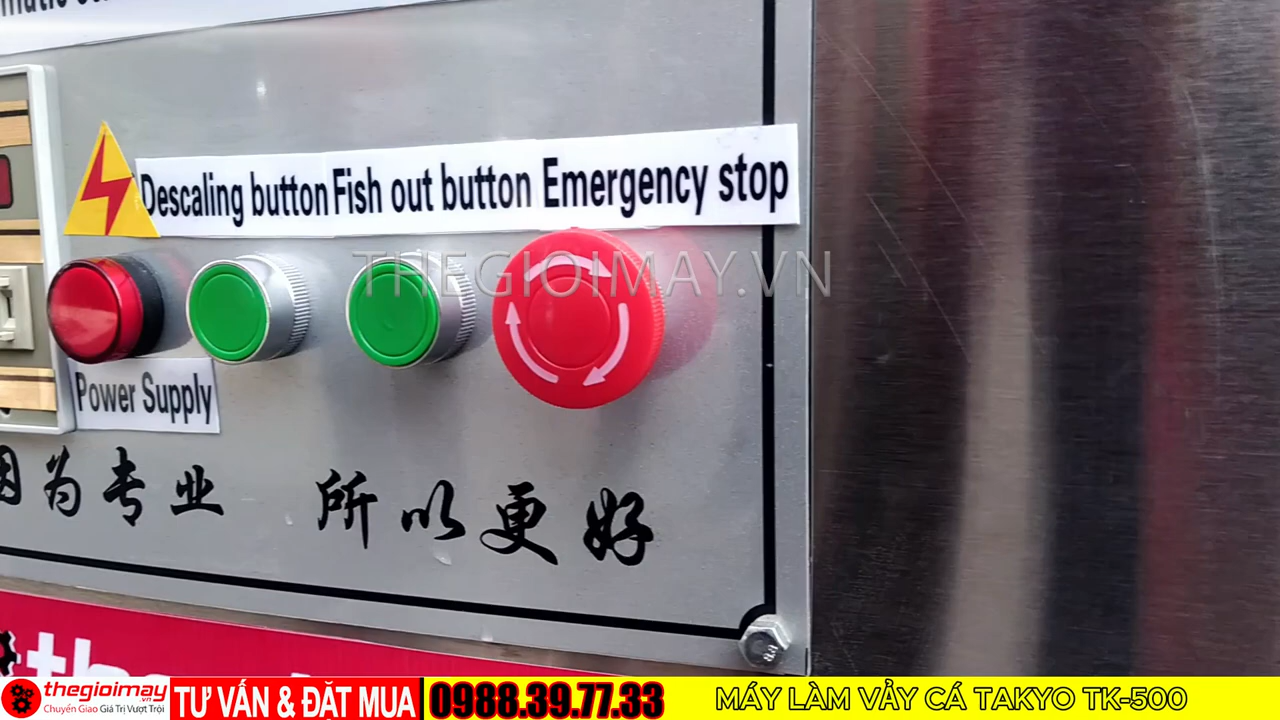 Descaling button Fish out button Emergency stop
THEGIOIMAY.VN
Power Supply
因为专业 所以更好
thegioimay.vn
Chuyển Giao Giá Trị Vượt Trội
TƯ VẤN & ĐẶT MUA
0988.39.77.33
MÁY LÀM VẢY CÁ TAKYO TK-500